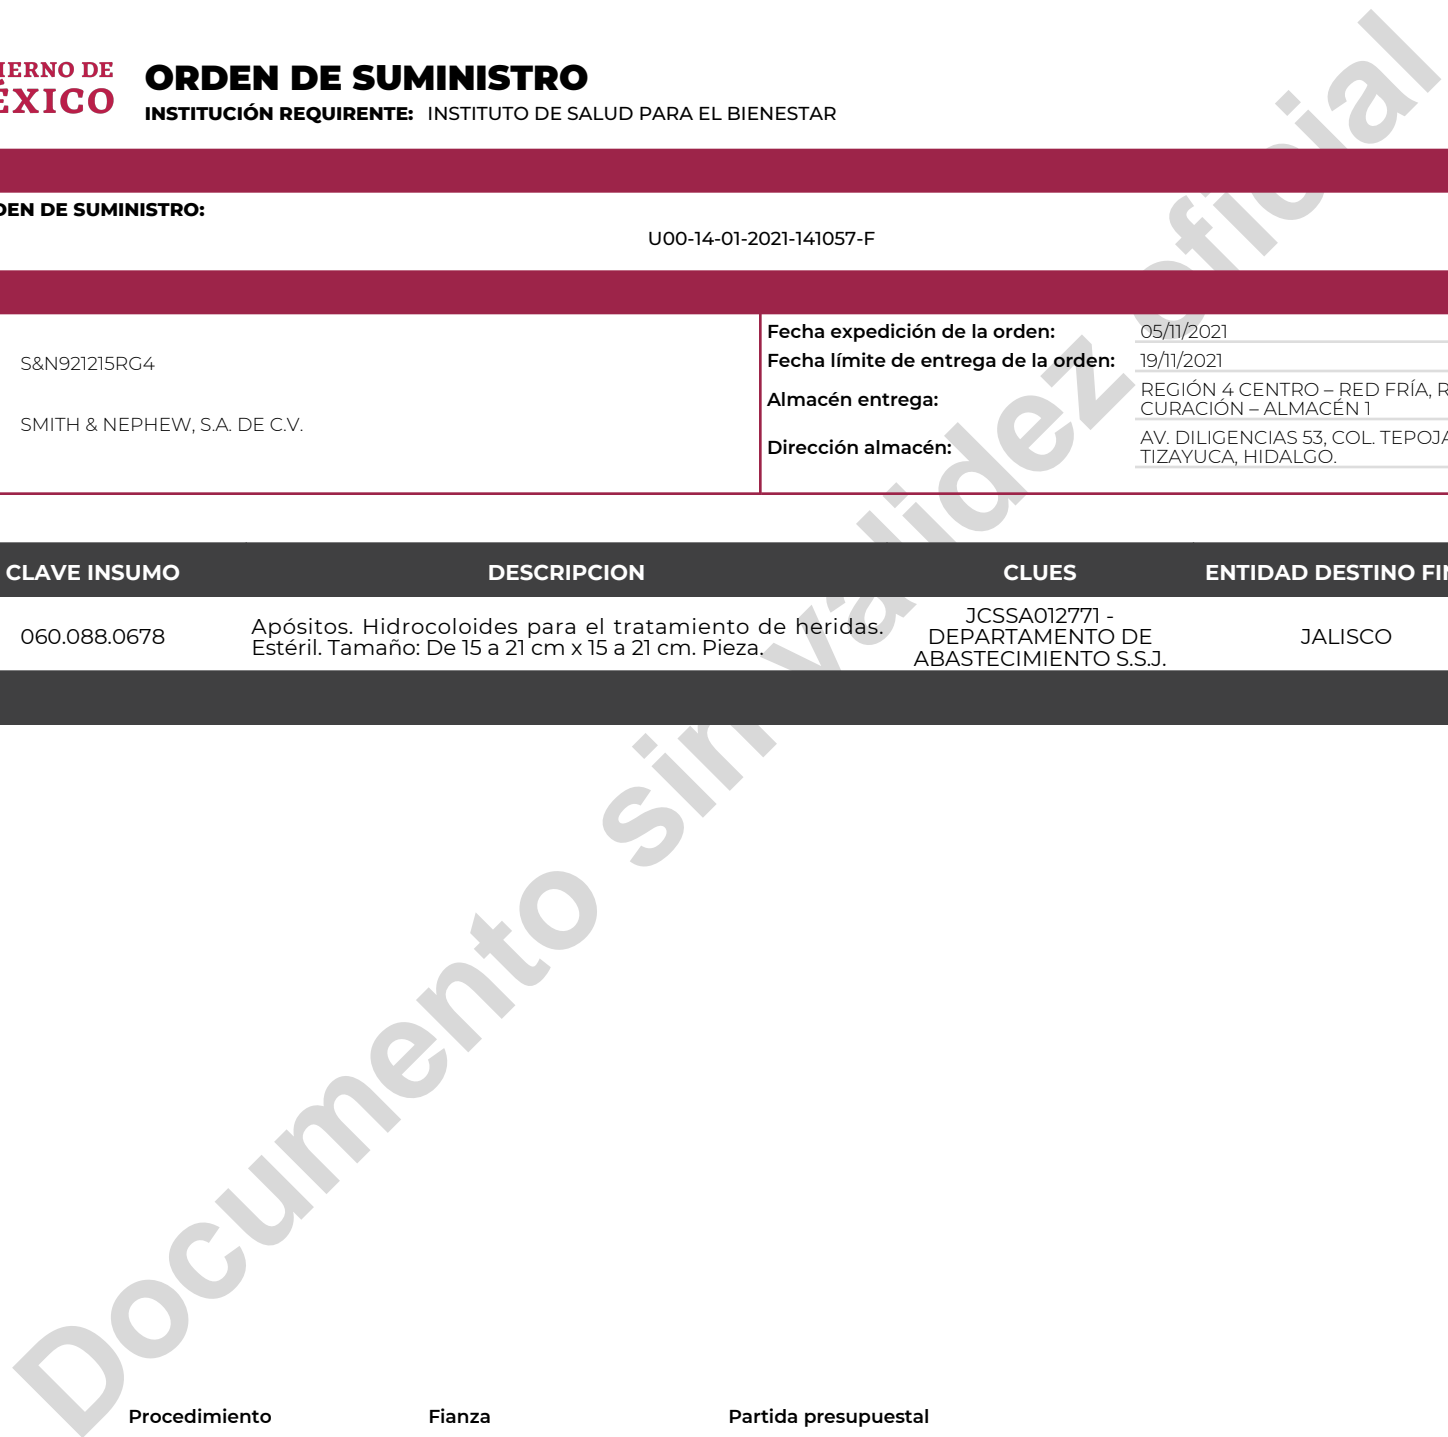 IERNO DE
ÉXICO
ORDEN DE SUMINISTRO
INSTITUCIÓN REQUIRENTE: INSTITUTO DE SALUD PARA EL BIENESTAR
DEN DE SUMINISTRO:
U00-14-01-2021-141057-F
S&N921215RG4
SMITH & NEPHEW, S.A. DE C.V.
Fecha expedición de la orden: 05/11/2021
Fecha límite de entrega de la orden: 19/11/2021
Almacén entrega: REGIÓN 4 CENTRO – RED FRÍA, R
CURACIÓN – ALMACÉN 1
Dirección almacén: AV. DILIGENCIAS 53, COL. TEPOJA
TIZAYUCA, HIDALGO.
CLAVE INSUMO DESCRIPCION CLUES ENTIDAD DESTINO FIN
060.088.0678
Apósitos. Hidrocoloides para el tratamiento de heridas.
Estéril. Tamaño: De 15 a 21 cm x 15 a 21 cm. Pieza.
JCSSA012771 -
DEPARTAMENTO DE
ABASTECIMIENTO S.S.J.
JALISCO
Documento sin validez oficial
Procedimiento Fianza Partida presupuestal